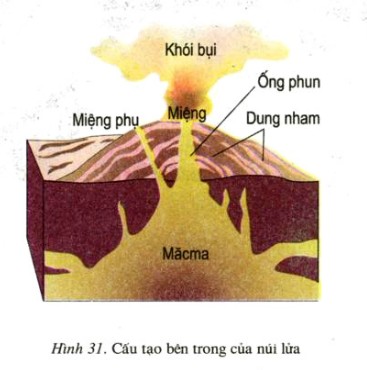 Khói bụi
Ống phun
Miệng phụ
Miệng
Dung nham
Măcma
Hình 31. Cấu tạo bên trong của núi lửa